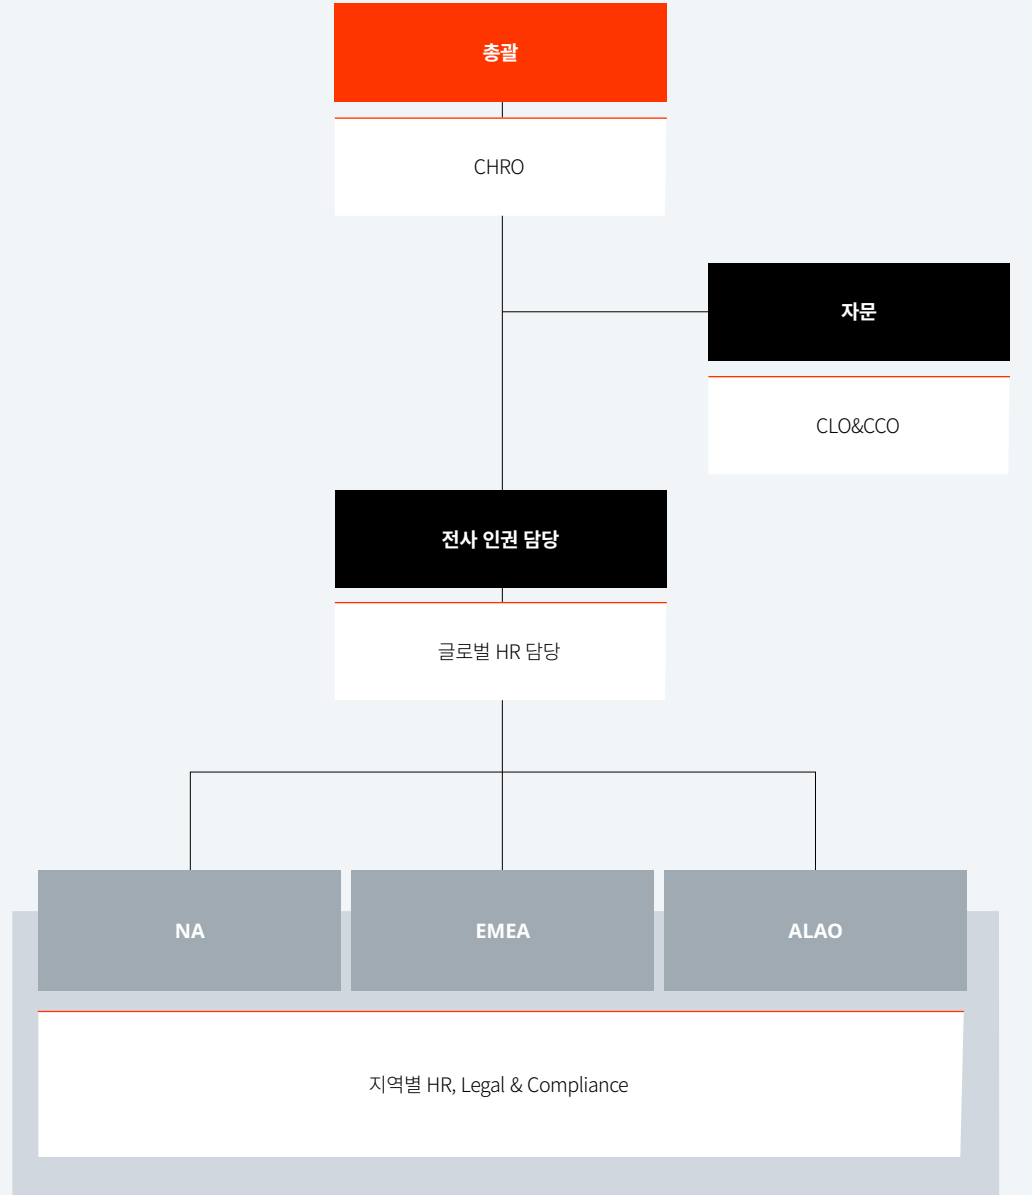 총괄
CHRO
자문
CLO&CCO
전사 인권 담당
글로벌 HR 담당
NA
EMEA
ALAO
지역별 HR, Legal & Compliance